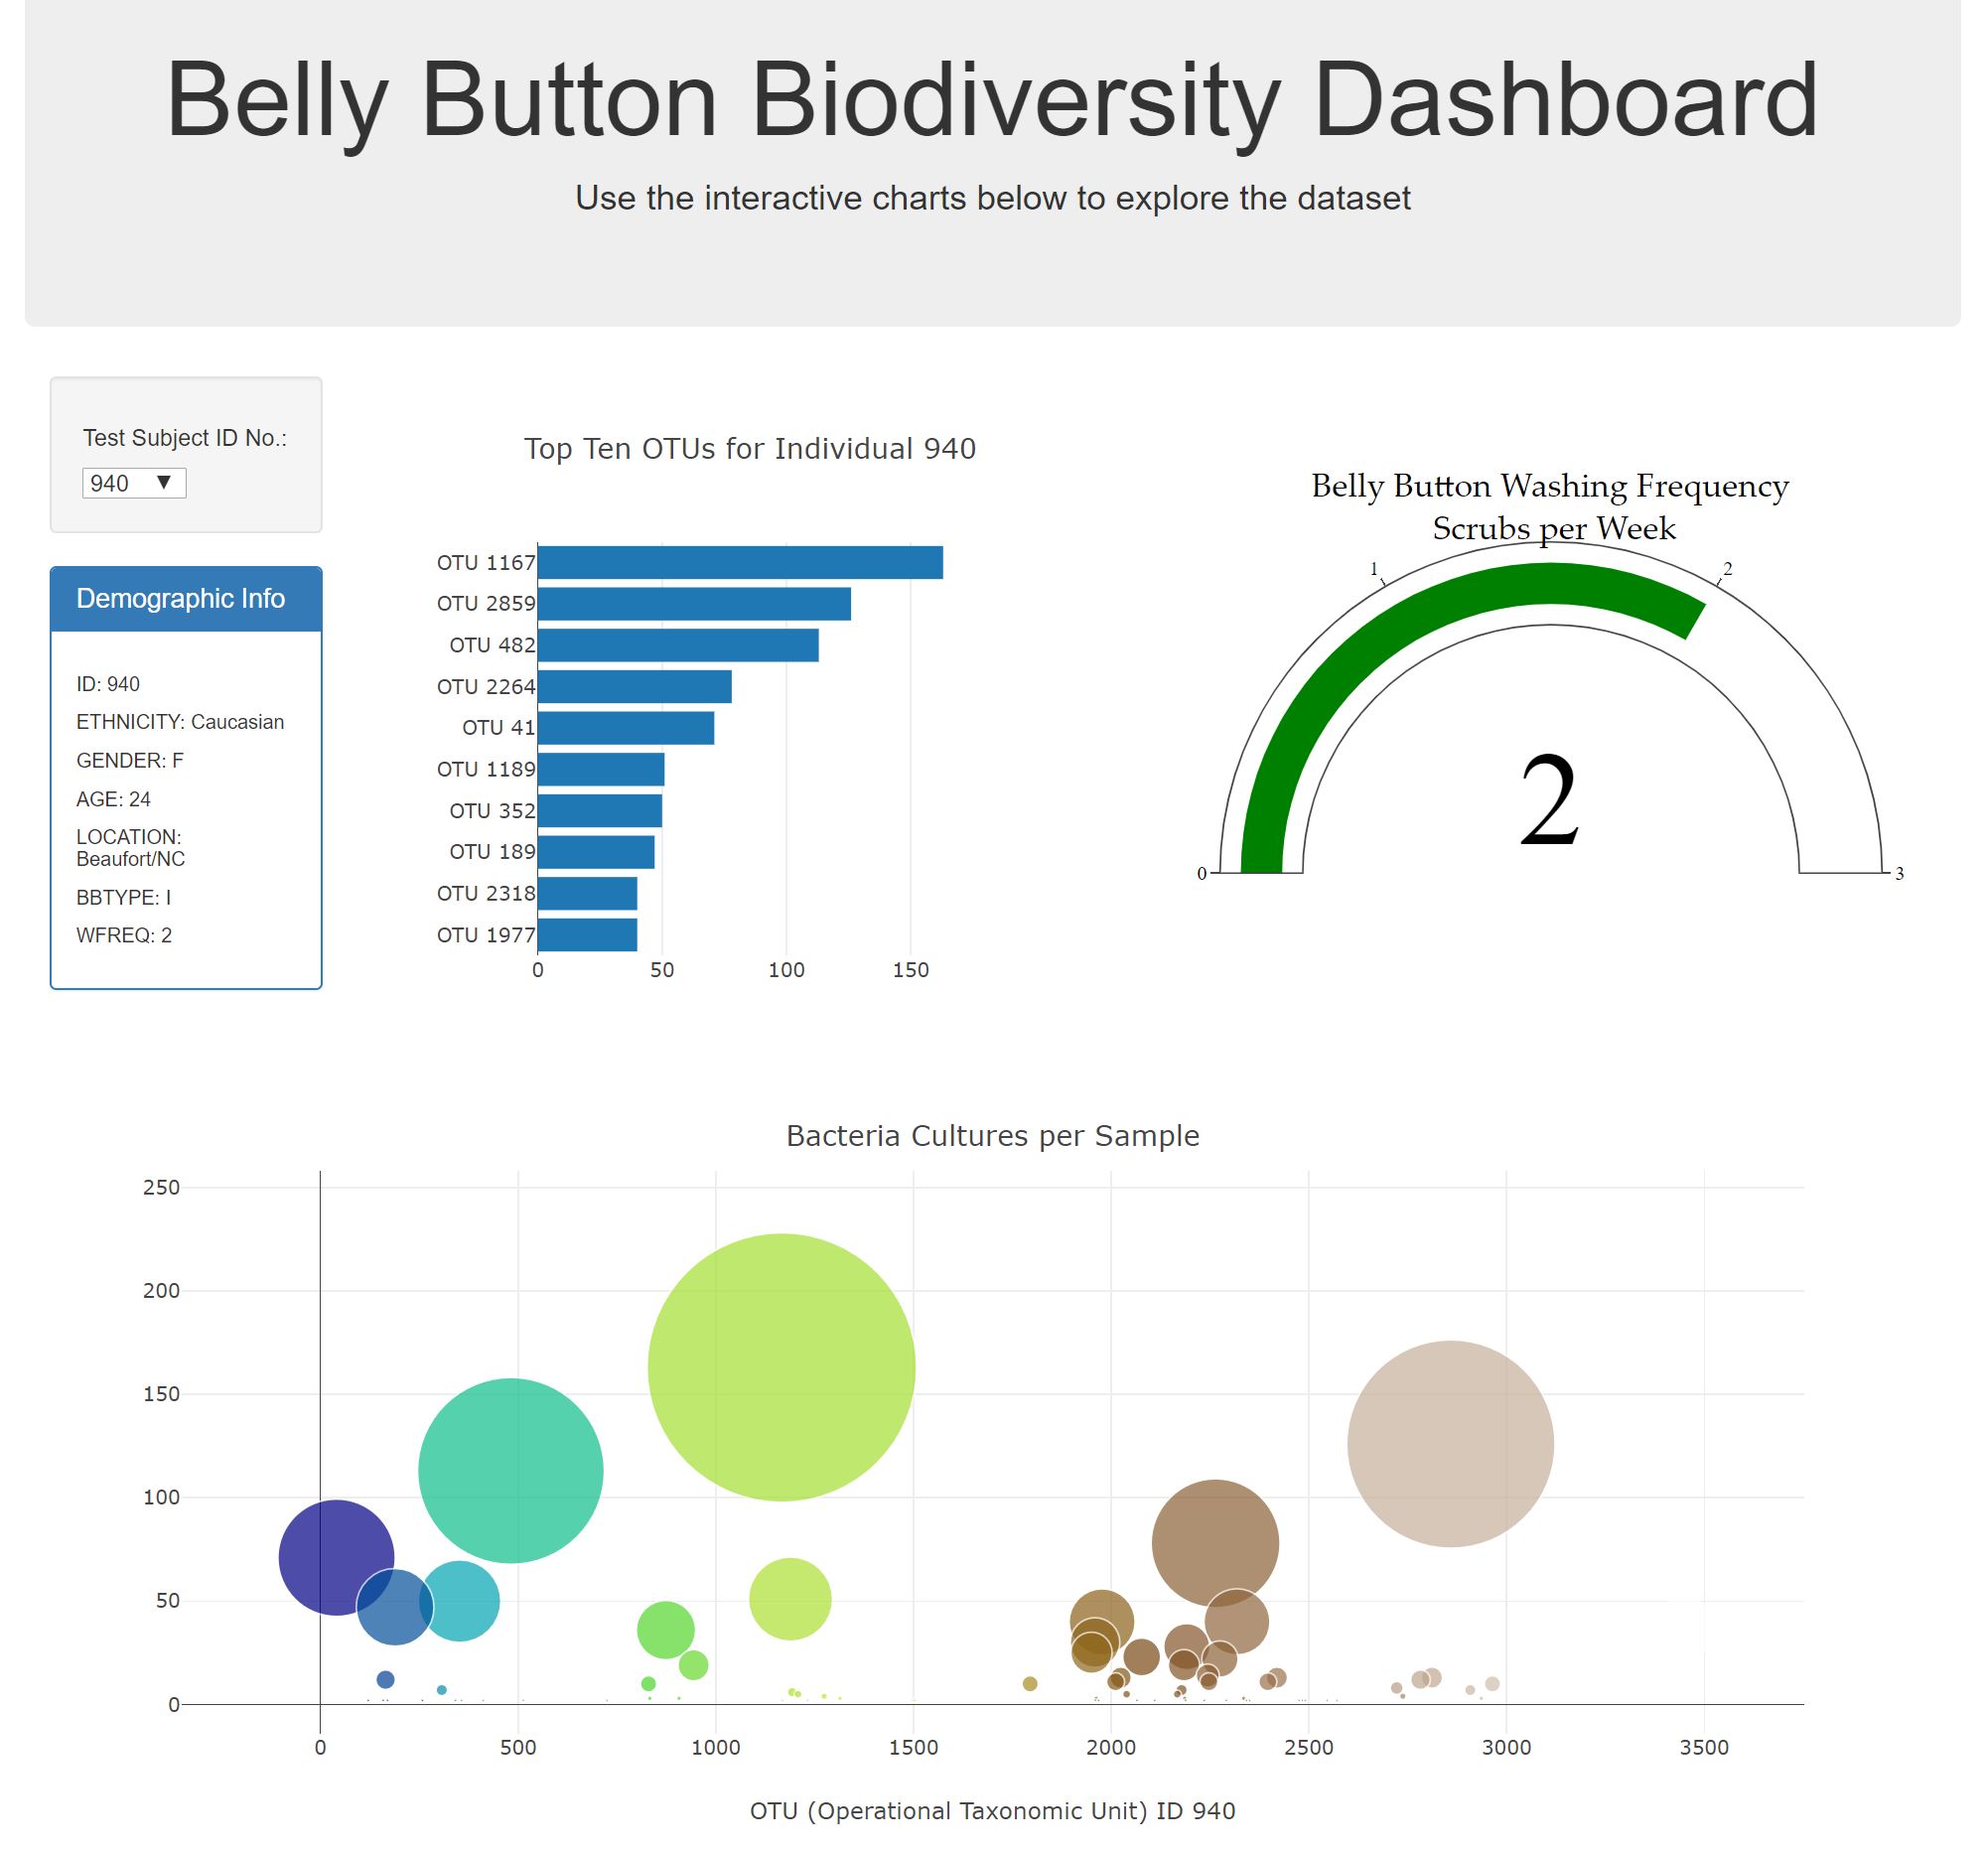 Belly Button Biodiversity Dashboard
Use the interactive charts below to explore the dataset
Test Subject ID No.:
940
Demographic Info
ID: 940
ETHNICITY: Caucasian
GENDER: F
AGE: 24
LOCATION:
Beaufort/NC
BBTYPE: I
WFREQ: 2
Top Ten OTUs for Individual 940
OTU 1167
OTU 2859
OTU 482
OTU 2264
OTU 41
OTU 1189
OTU 352
OTU 189
OTU 2318
OTU 1977
0 50 100 150
Belly Button Washing Frequency
Scrubs per Week
1 2
2
0 3
Bacteria Cultures per Sample
250
200
150
100
50
0
0 500 1000 1500 2000 2500 3000 3500
OTU (Operational Taxonomic Unit) ID 940